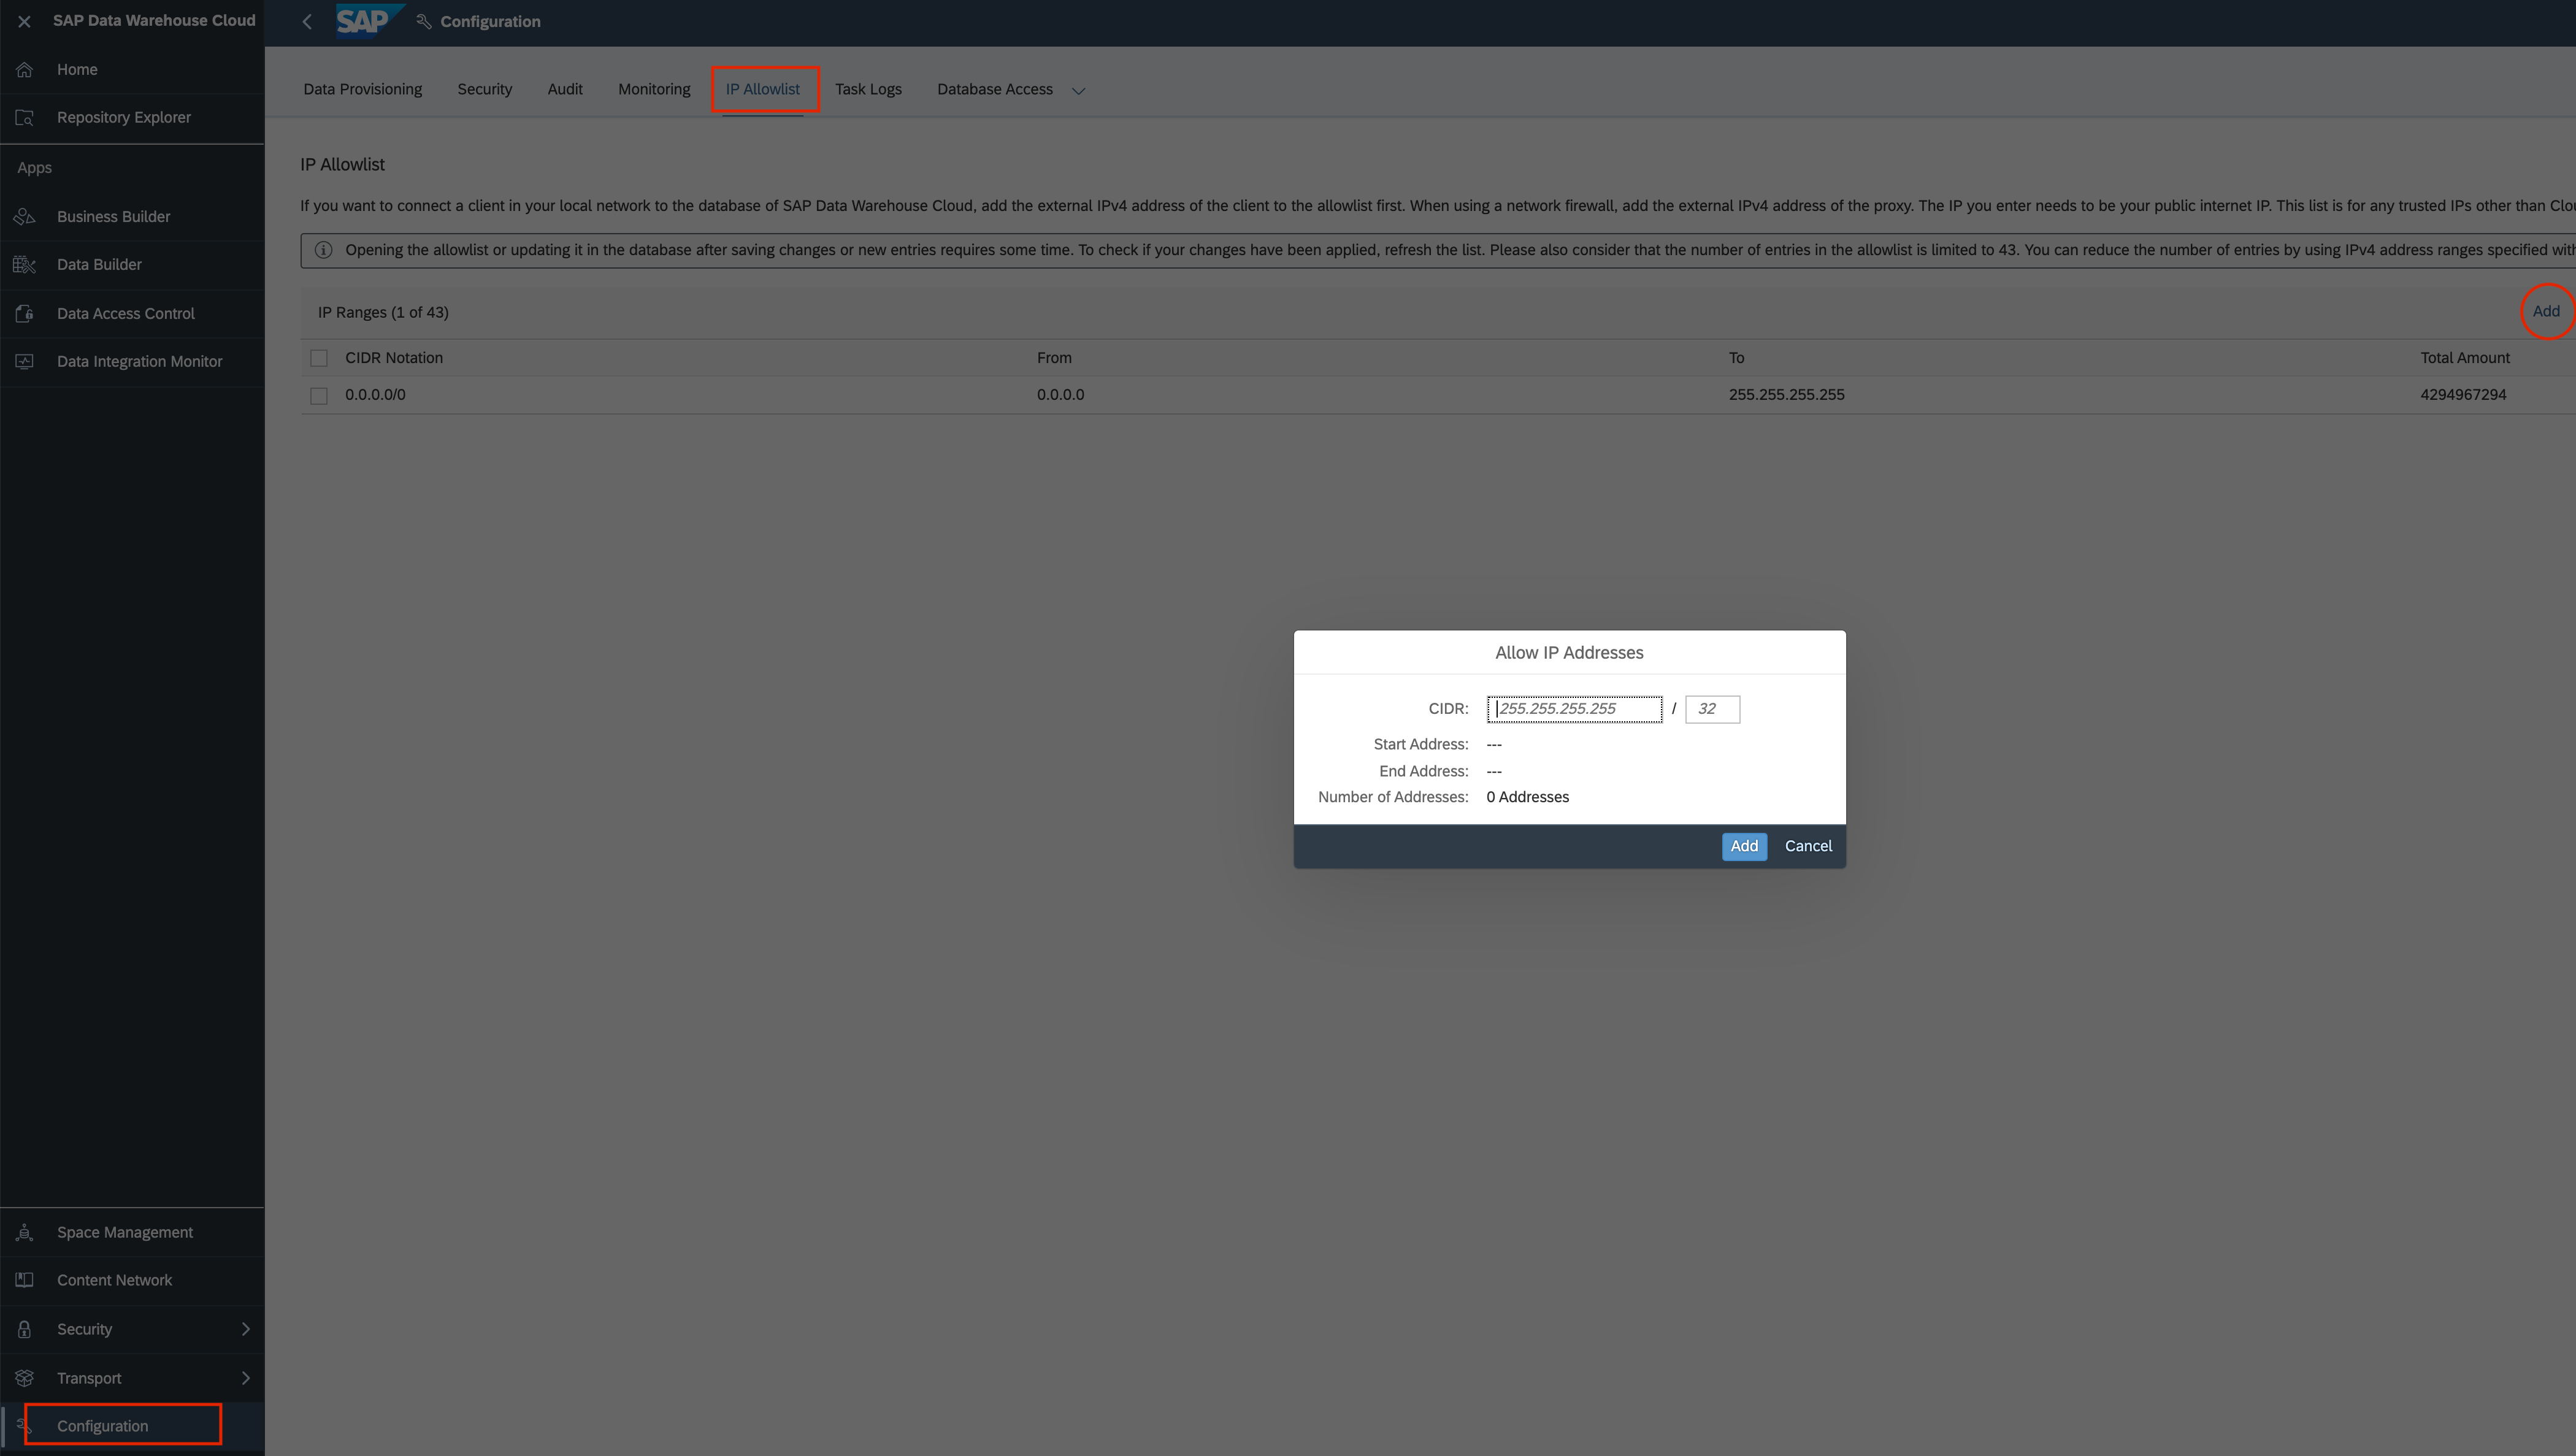 SAP Data Warehouse Cloud
SAP Configuration
Home
Repository Explorer
Apps
Business Builder
Data Builder
Data Access Control
Data Integration Monitor
Space Management
Content Network
Security
Transport
Configuration
Data Provisioning Security Audit Monitoring IP Allowlist Task Logs Database Access
IP Allowlist
If you want to connect a client in your local network to the database of SAP Data Warehouse Cloud, add the external IPv4 address of the client to the allowlist first. When using a network firewall, add the external IPv4 address of the proxy. The IP you enter needs to be your public internet IP. This list is for any trusted IPs other than Clou
Opening the allowlist or updating it in the database after saving changes or new entries requires some time. To check if your changes have been applied, refresh the list. Please also consider that the number of entries in the allowlist is limited to 43. You can reduce the number of entries by using IPv4 address ranges specified with
IP Ranges (1 of 43) Add
CIDR Notation From To Total Amount
0.0.0.0/0 0.0.0.0 255.255.255.255 4294967294
Allow IP Addresses
CIDR: 255.255.255.255 / 32
Start Address: ---
End Address: ---
Number of Addresses: 0 Addresses
Add Cancel